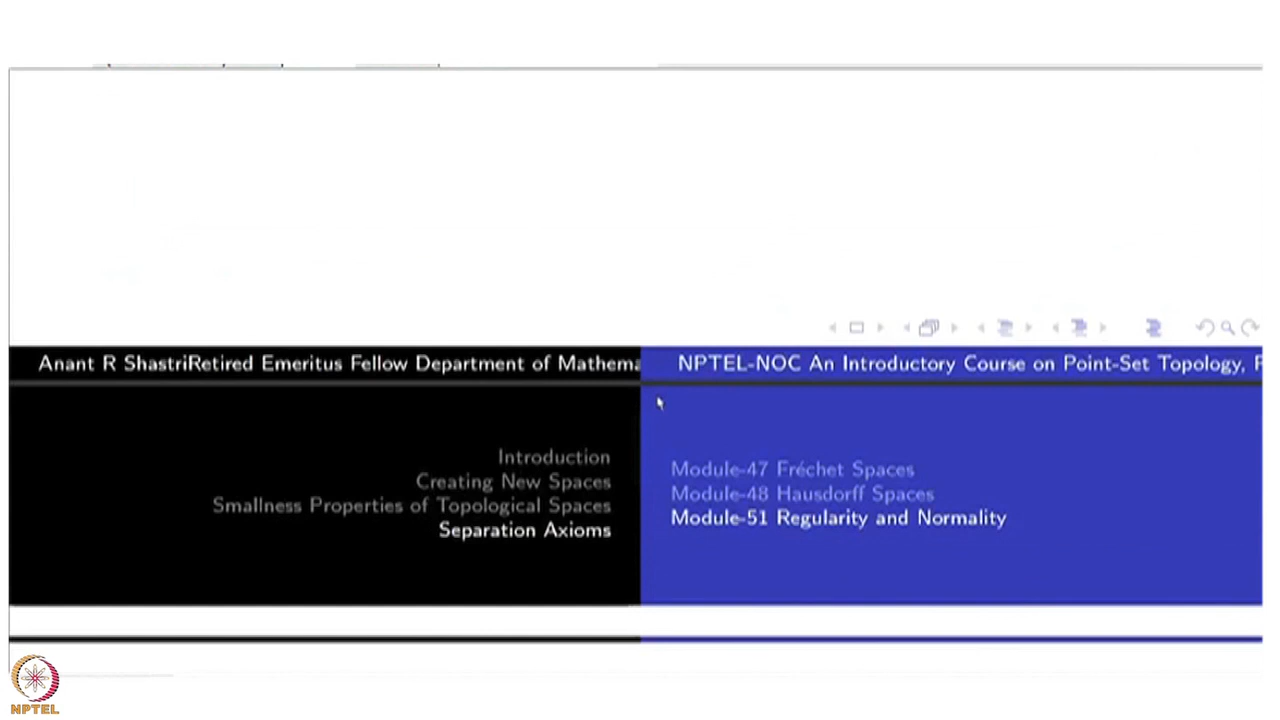 Anant R ShastriRetired Emeritus Fellow Department of Mathema
NPTEL-NOC An Introductory Course on Point-Set Topology,
Introduction
Creating New Spaces
Smallness Properties of Topological Spaces
Separation Axioms
Module-47 Fréchet Spaces
Module-48 Hausdorff Spaces
Module-51 Regularity and Normality
NPTEL